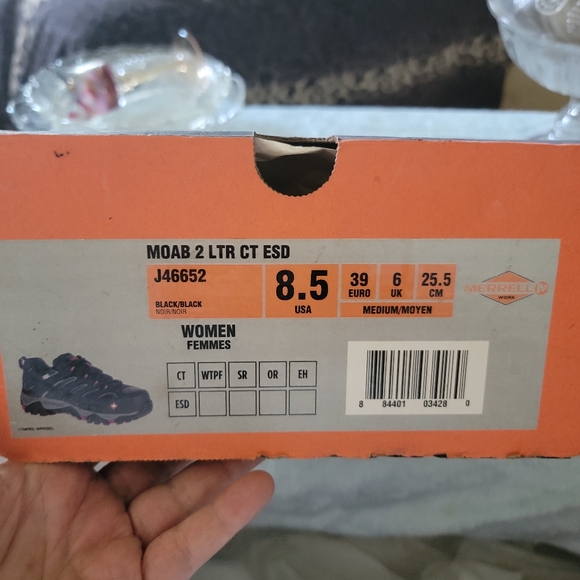 MOAB 2 LTR CT ESD
J46652
BLACK/BLACK
NOIR/NOIR
8.5
USA
39
EURO
6
UK
25.5
CM
MEDIUM/MOYEN
MERRELL
WORK
WOMEN
FEMMES
CT WTPF SR OR EH
ESD
8 84401 03428 0